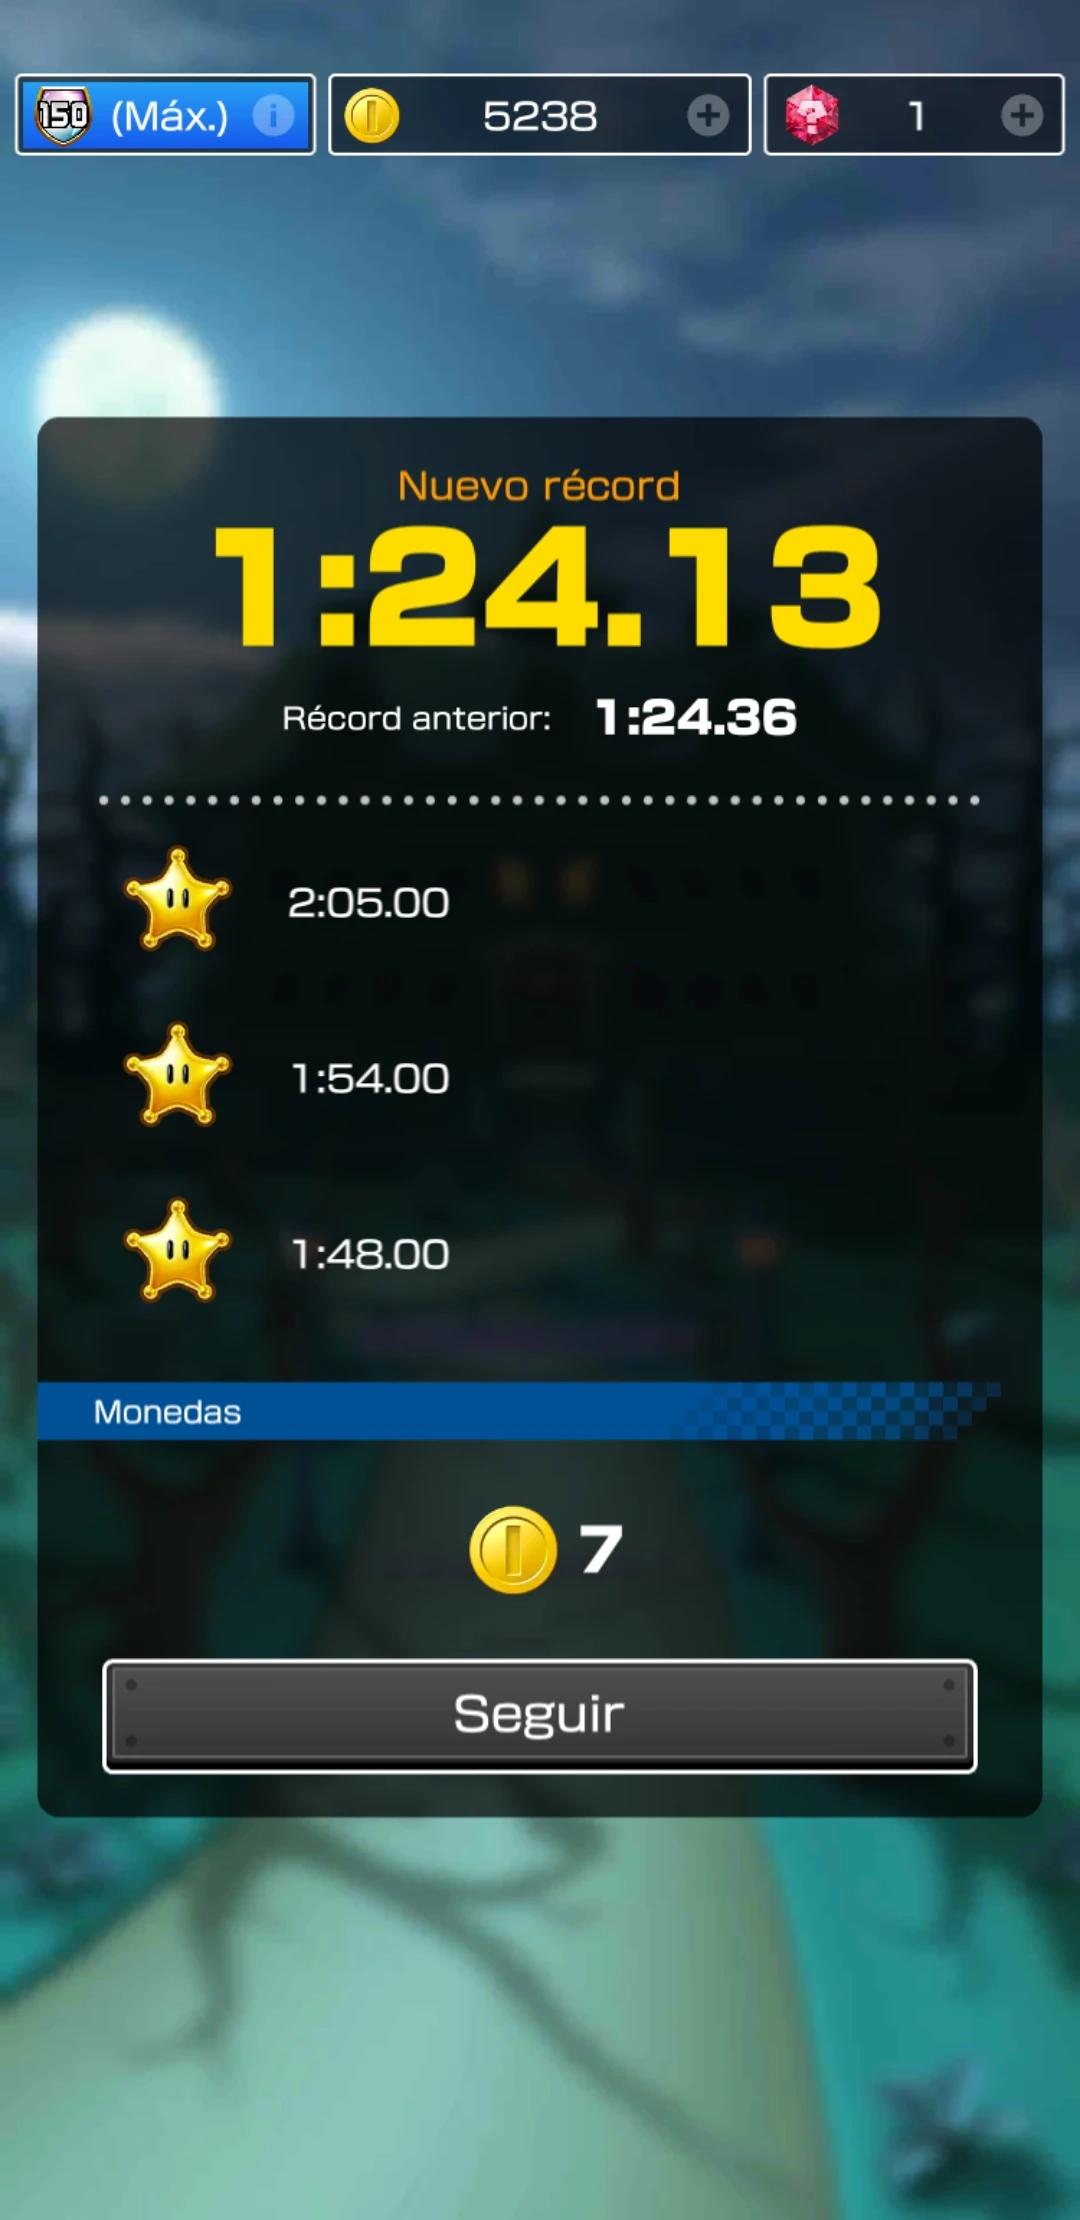 150 (Máx.) i 5238 + ? 1 +
Nuevo récord
1:24.13
Récord anterior: 1:24.36
2:05.00
1:54.00
1:48.00
Monedas
7
Seguir